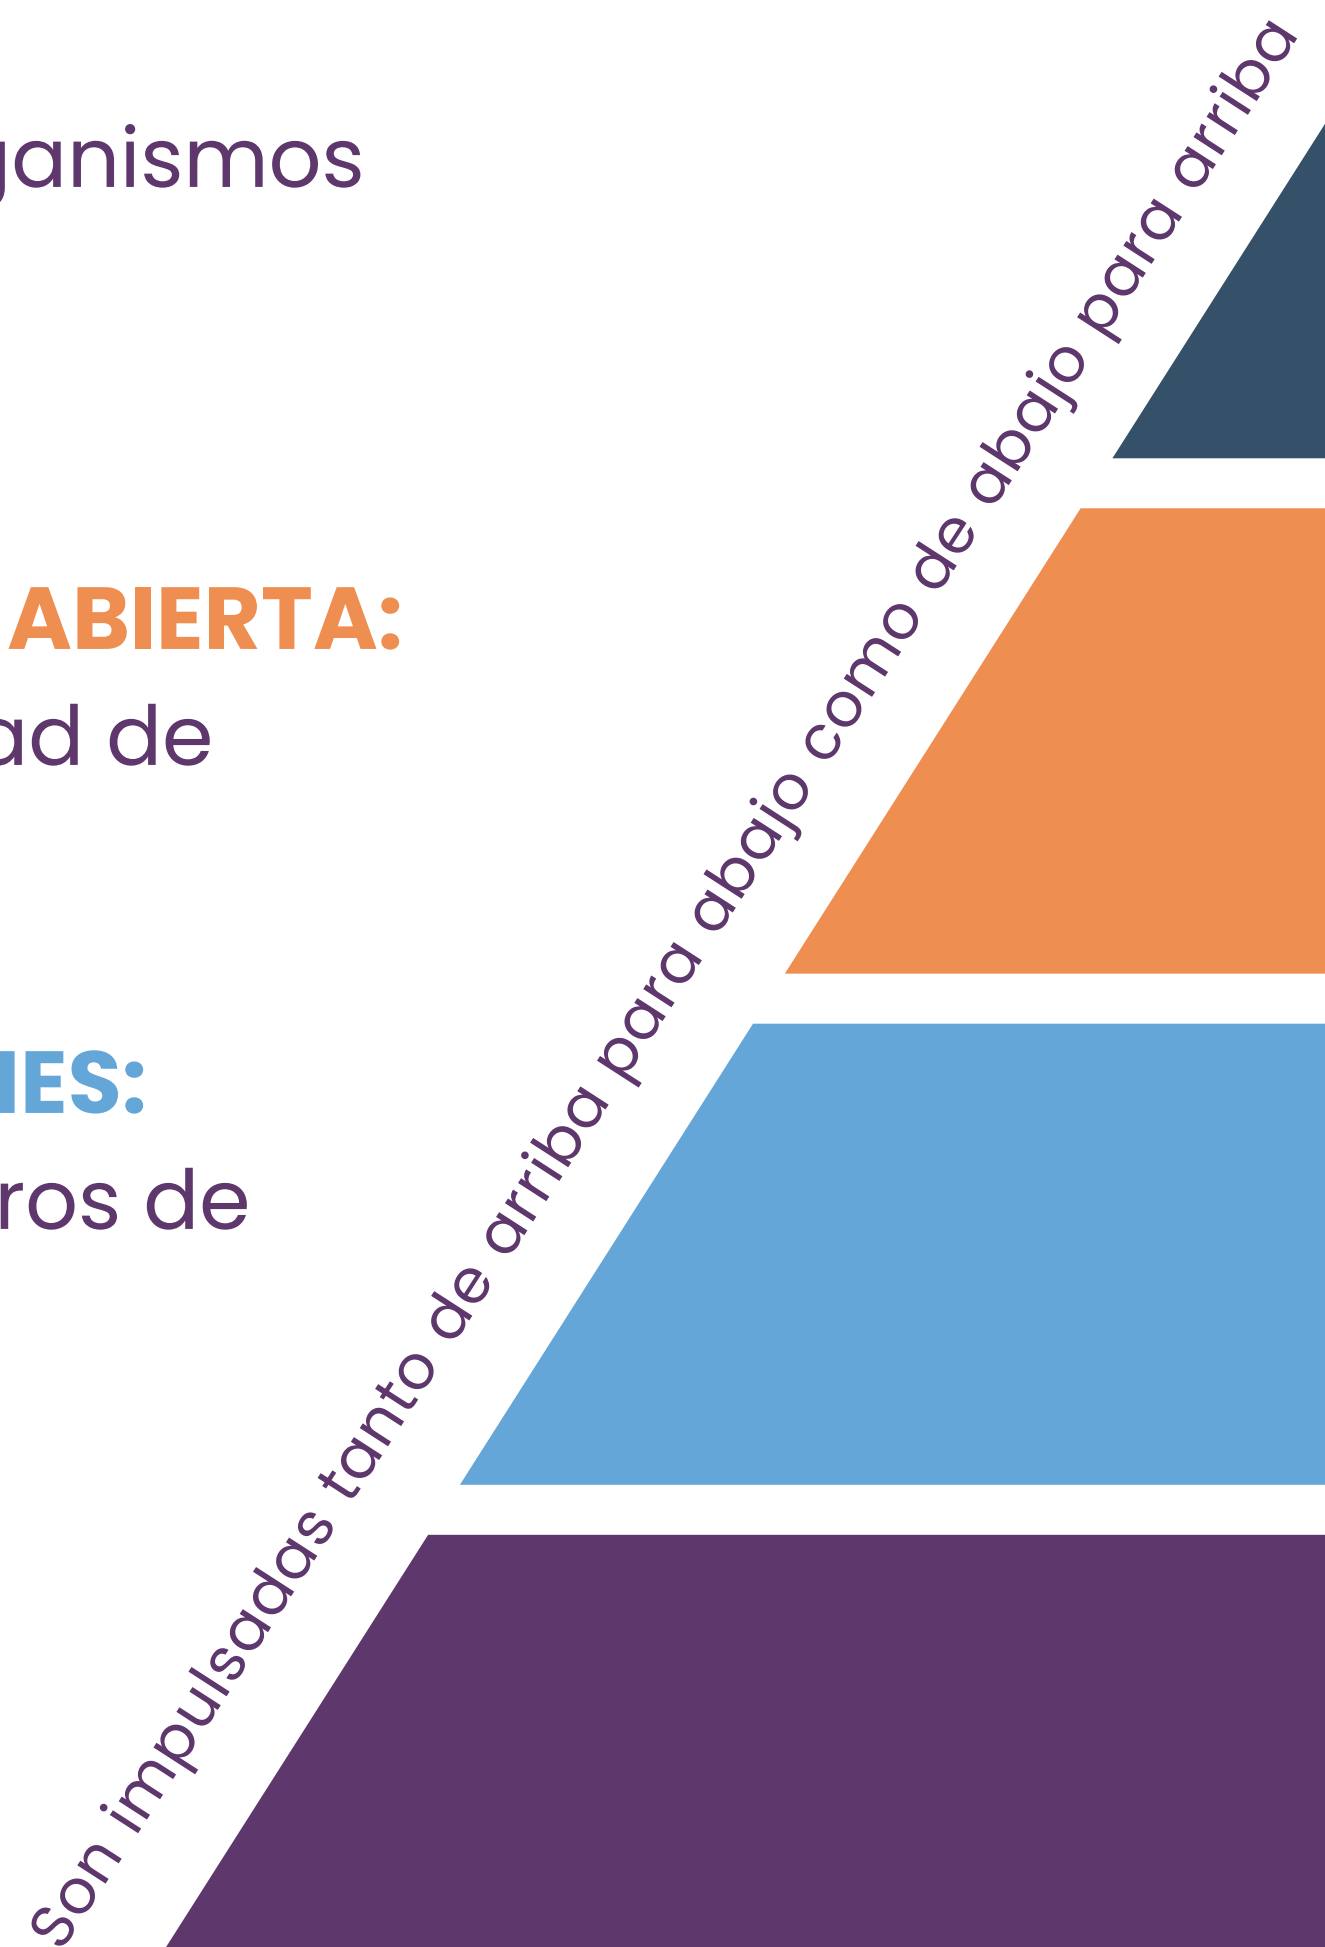 ganismos
ABIERTA:
ad de
IES:
ros de
Son impulsadas tanto de arriba para abajo como de abajo para arriba